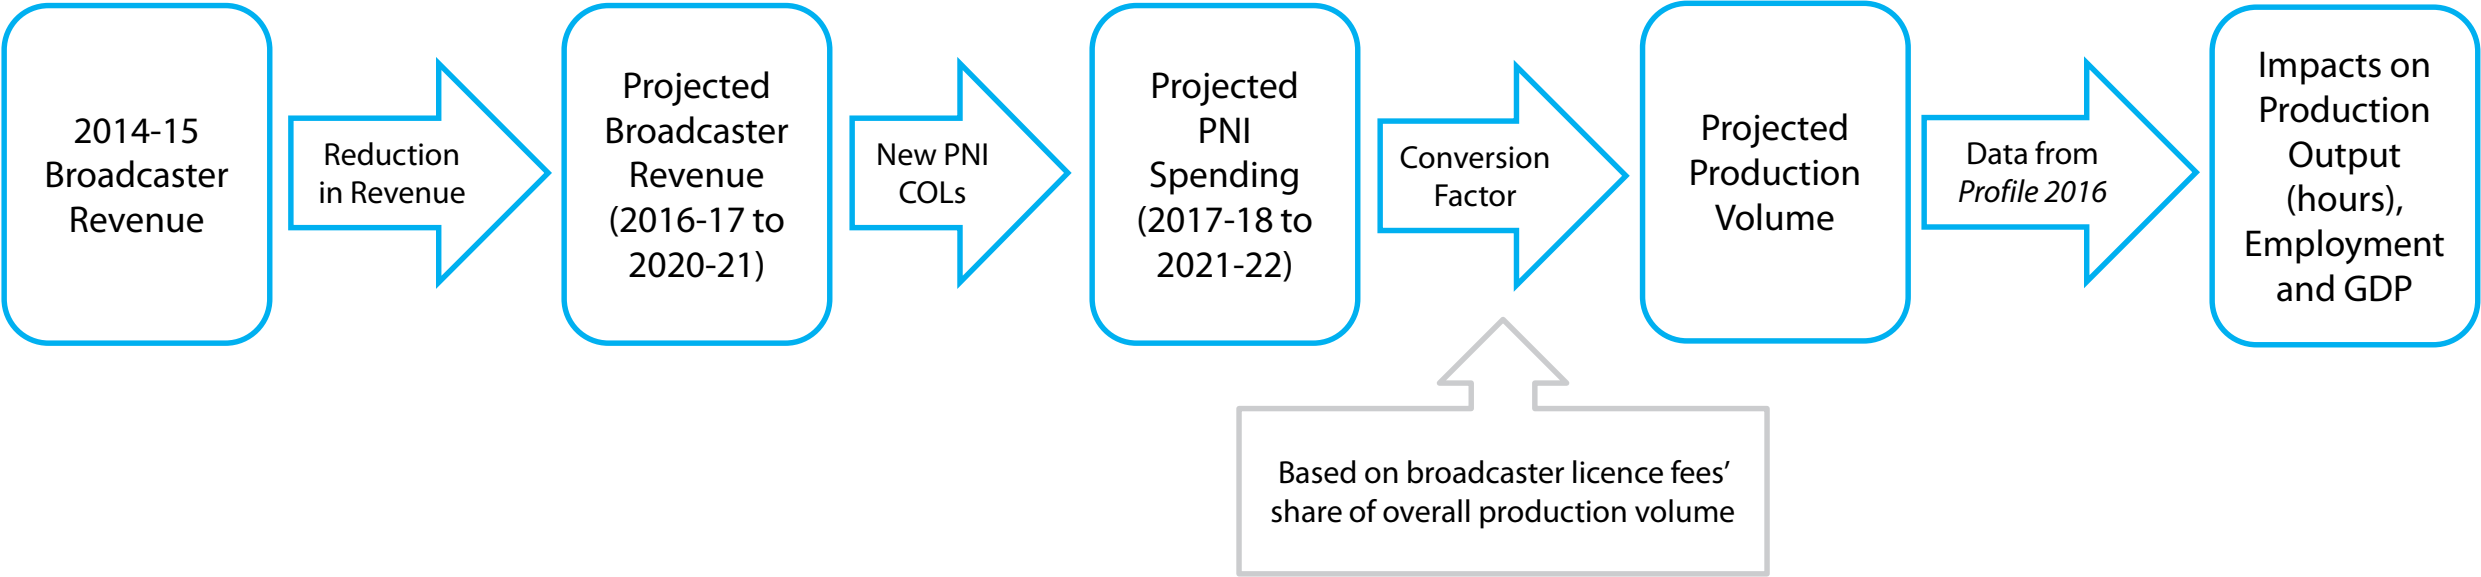 2014-15
Broadcaster
Revenue
Reduction
in Revenue
Projected
Broadcaster
Revenue
(2016-17 to
2020-21)
New PNI
COLs
Projected
PNI
Spending
(2017-18 to
2021-22)
Conversion
Factor
Projected
Production
Volume
Data from
Profile 2016
Impacts on
Production
Output
(hours),
Employment
and GDP
Based on broadcaster licence fees’
share of overall production volume